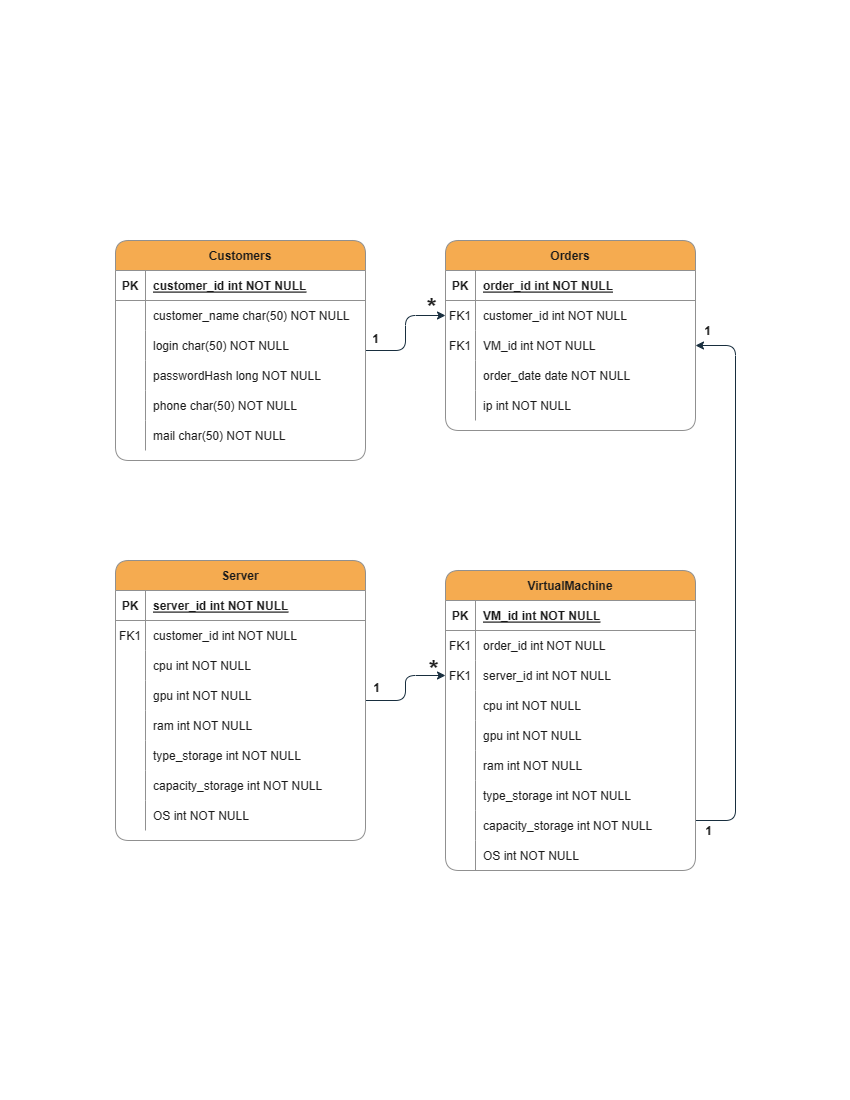 Customers
PK customer_id int NOT NULL
customer_name char(50) NOT NULL
login char(50) NOT NULL
passwordHash long NOT NULL
phone char(50) NOT NULL
mail char(50) NOT NULL
1
*
Orders
PK order_id int NOT NULL
FK1 customer_id int NOT NULL
FK1 VM_id int NOT NULL
order_date date NOT NULL
ip int NOT NULL
1
Server
PK server_id int NOT NULL
FK1 customer_id int NOT NULL
cpu int NOT NULL
gpu int NOT NULL
ram int NOT NULL
type_storage int NOT NULL
capacity_storage int NOT NULL
OS int NOT NULL
1
*
VirtualMachine
PK VM_id int NOT NULL
FK1 order_id int NOT NULL
FK1 server_id int NOT NULL
cpu int NOT NULL
gpu int NOT NULL
ram int NOT NULL
type_storage int NOT NULL
capacity_storage int NOT NULL
OS int NOT NULL
1